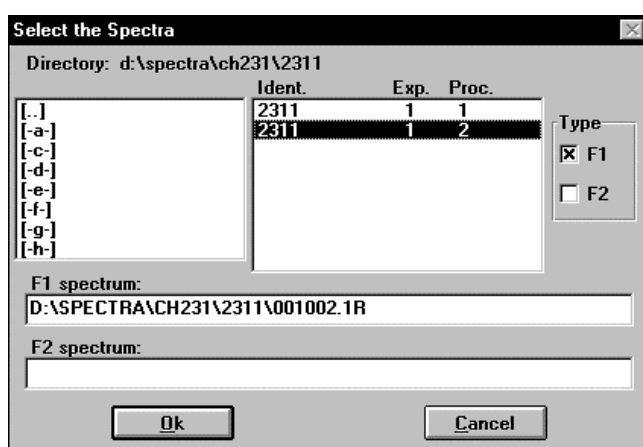 Select the Spectra
Directory: d:\spectra\ch231\2311
Ident. Exp. Proc.
[..]
[-a-]
[-c-]
[-d-]
[-e-]
[-f-]
[-g-]
[-h-]
2311 1 1
2311 1 2
Type
F1
F2
F1 spectrum:
D:\SPECTRA\CH231\2311\001002.1R
F2 spectrum:
Ok
Cancel